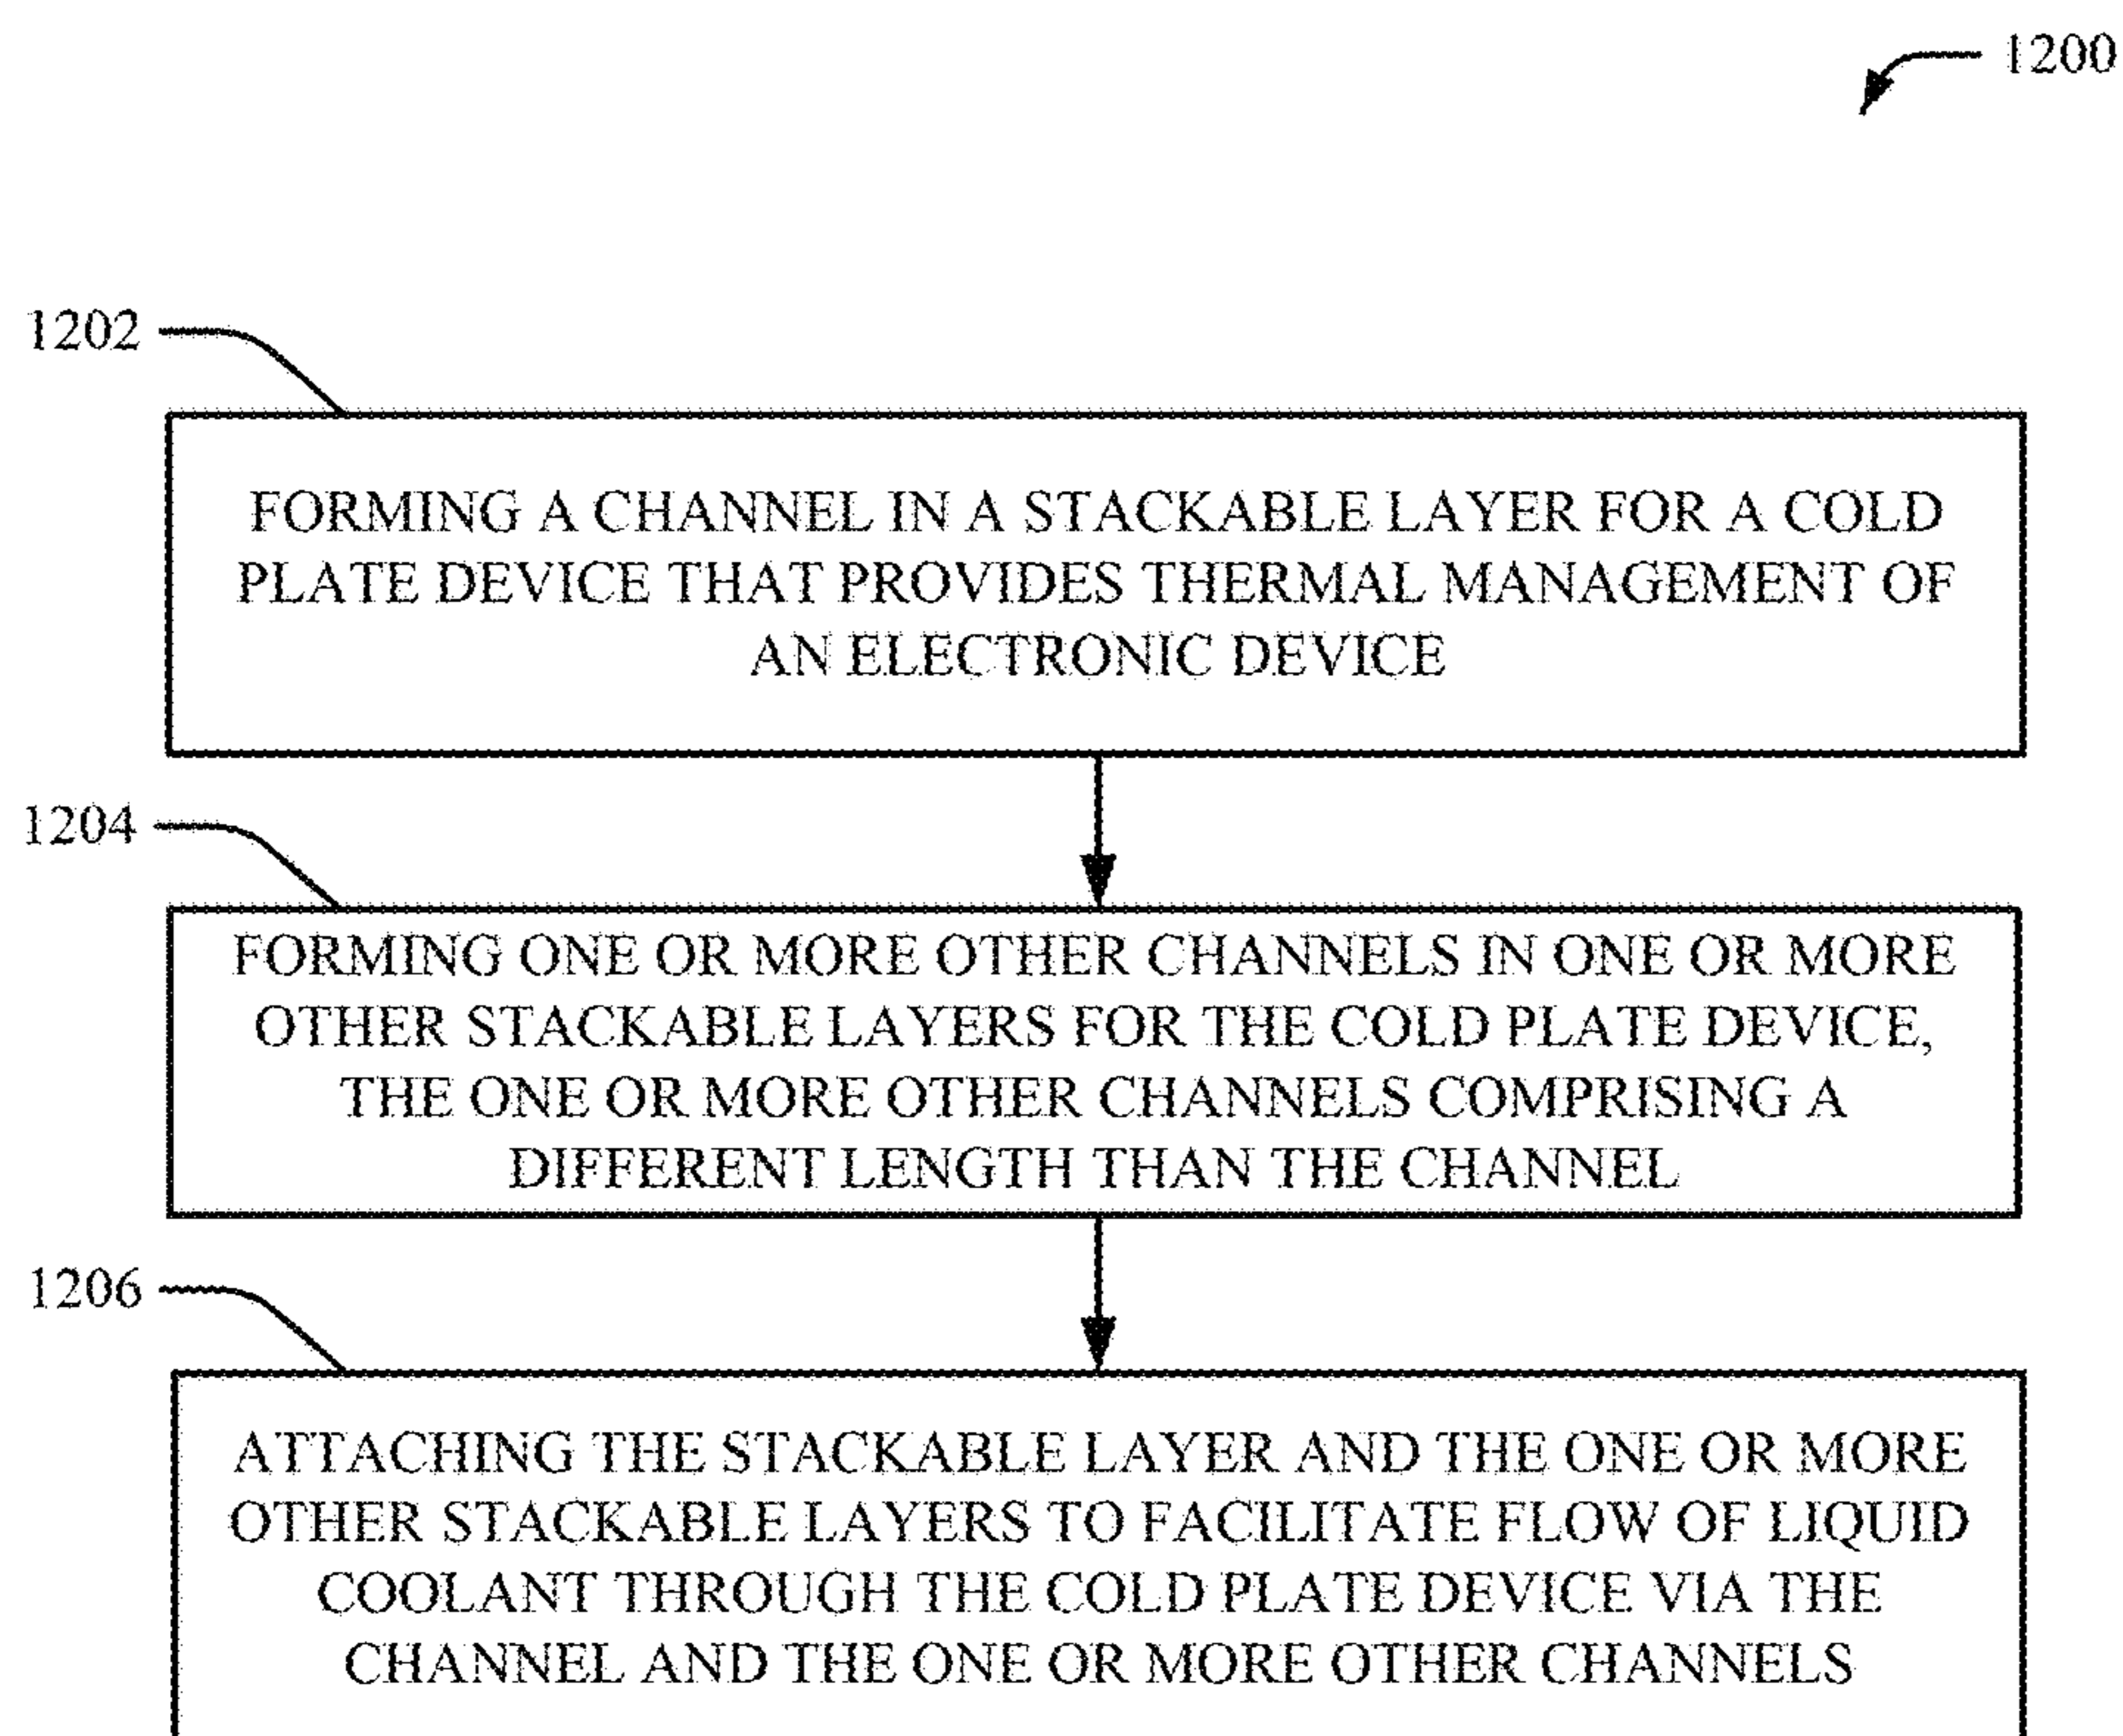 1200
1202
FORMING A CHANNEL IN A STACKABLE LAYER FOR A COLD
PLATE DEVICE THAT PROVIDES THERMAL MANAGEMENT OF
AN ELECTRONIC DEVICE
1204
FORMING ONE OR MORE OTHER CHANNELS IN ONE OR MORE
OTHER STACKABLE LAYERS FOR THE COLD PLATE DEVICE,
THE ONE OR MORE OTHER CHANNELS COMPRISING A
DIFFERENT LENGTH THAN THE CHANNEL
1206
ATTACHING THE STACKABLE LAYER AND THE ONE OR MORE
OTHER STACKABLE LAYERS TO FACILITATE FLOW OF LIQUID
COOLANT THROUGH THE COLD PLATE DEVICE VIA THE
CHANNEL AND THE ONE OR MORE OTHER CHANNELS